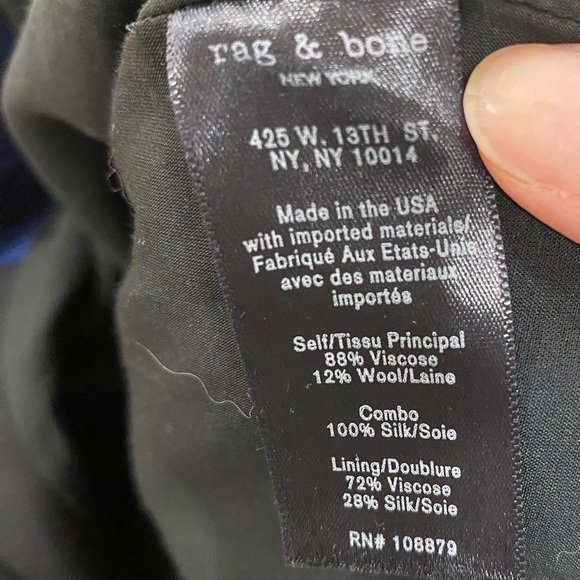 rag & bone
NEW YORK
425 W. 13TH ST.
NY, NY 10014
Made in the USA
with imported materials/
Fabriqué Aux Etats-Unis
avec des materiaux
importés
Self/Tissu Principal
88% Viscose
12% Wool/Laine
Combo
100% Silk/Soie
Lining/Doublure
72% Viscose
28% Silk/Soie
RN# 108879